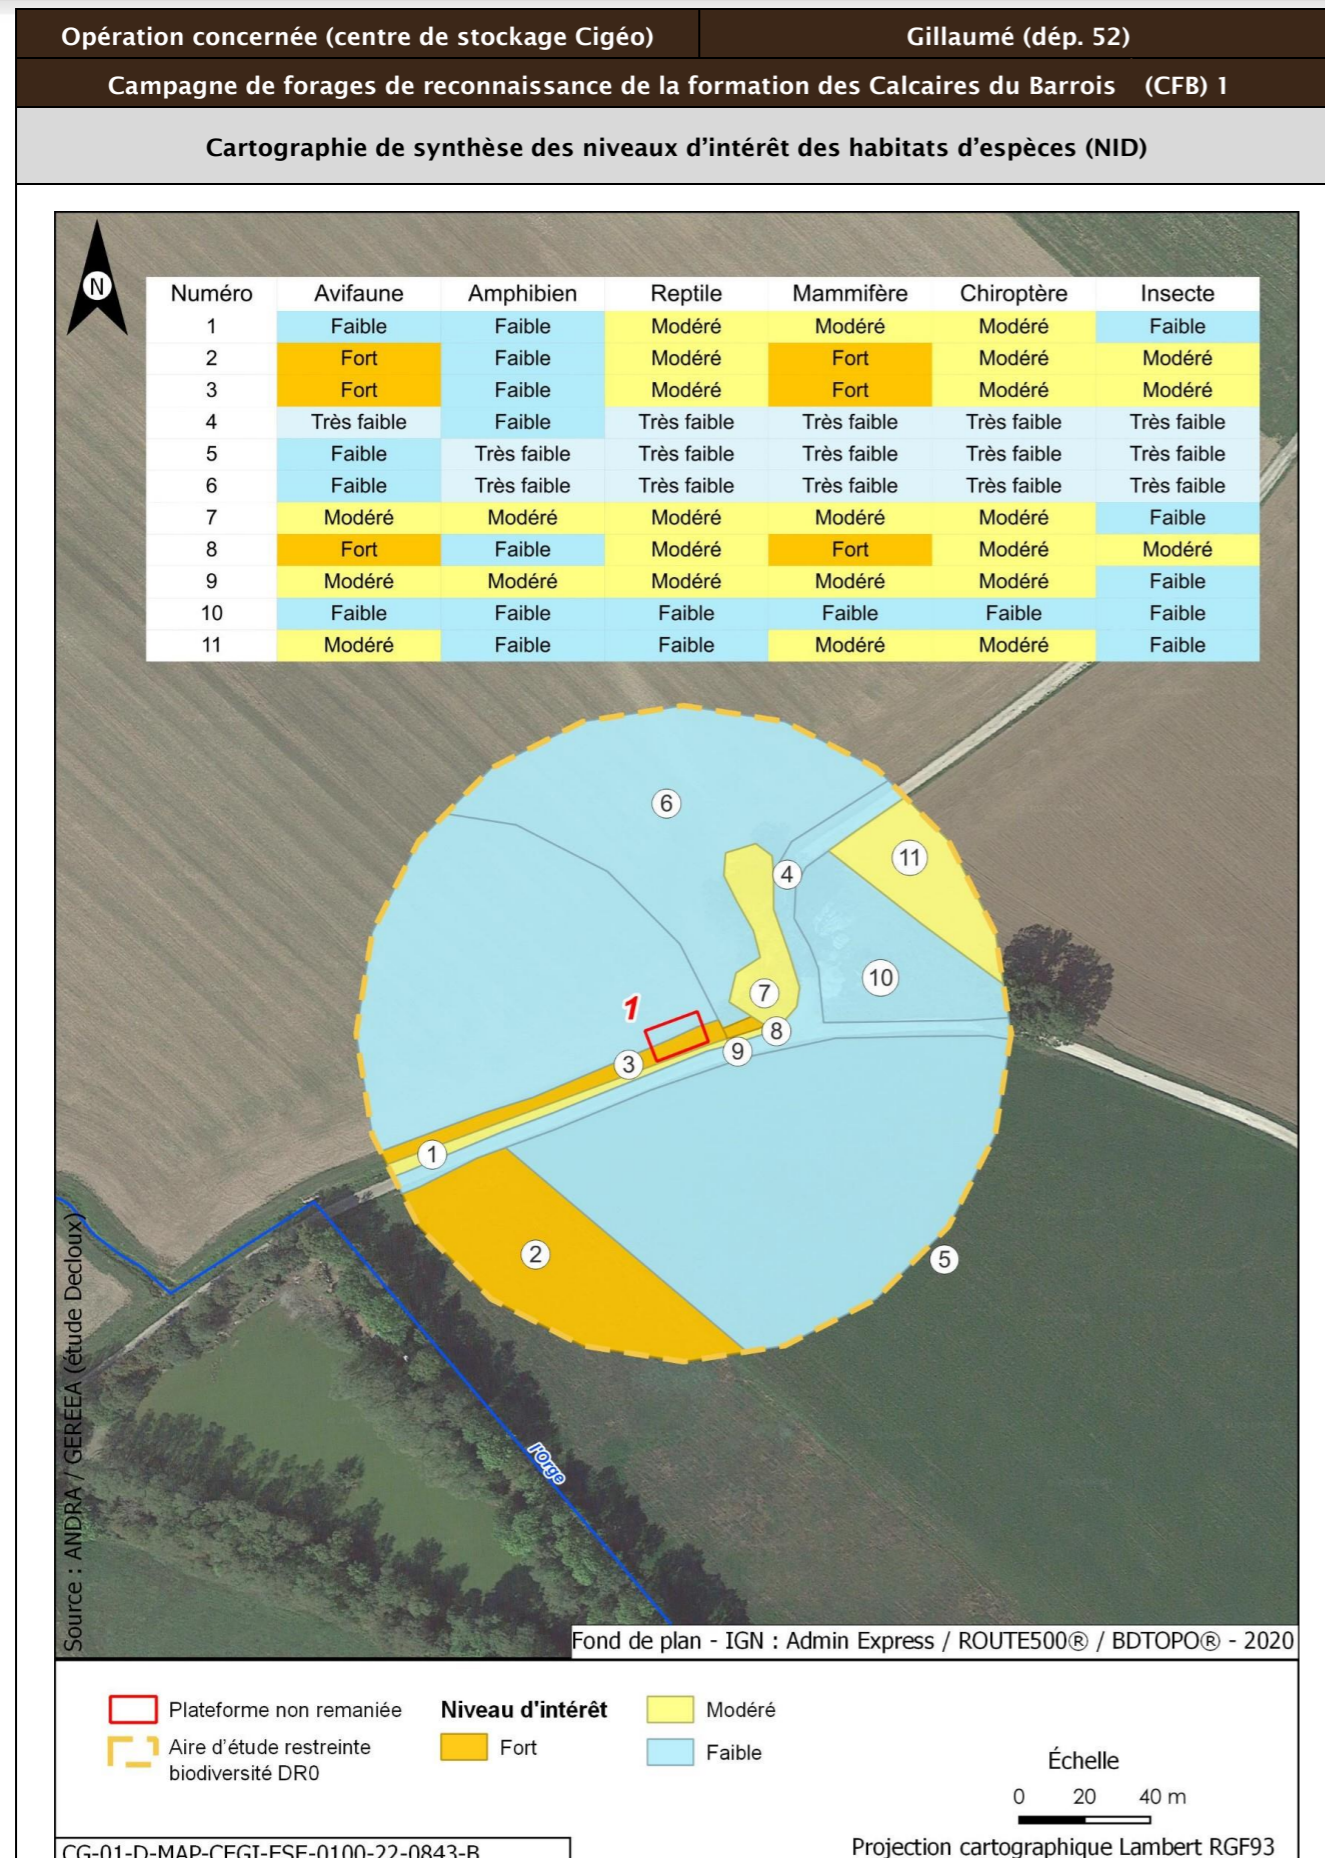 Opération concernée (centre de stockage Cigéo) Gillaumé (dép. 52)
Campagne de forages de reconnaissance de la formation des Calcaires du Barrois (CFB) 1
Cartographie de synthèse des niveaux d'intérêt des habitats d'espèces (NID)
N
Numéro Avifaune Amphibien Reptile Mammifère Chiroptère Insecte
1 Faible Faible Modéré Modéré Modéré Faible
2 Fort Faible Modéré Fort Modéré Modéré
3 Fort Faible Modéré Fort Modéré Modéré
4 Très faible Faible Très faible Très faible Très faible Très faible
5 Faible Très faible Très faible Très faible Très faible Très faible
6 Faible Très faible Très faible Très faible Très faible Très faible
7 Modéré Modéré Modéré Modéré Modéré Faible
8 Fort Faible Modéré Fort Modéré Modéré
9 Modéré Modéré Modéré Modéré Modéré Faible
10 Faible Faible Faible Faible Faible Faible
11 Modéré Faible Faible Modéré Modéré Faible
6
11
4
10
7
1
8
9
3
1
2
5
l'Orge
Source : ANDRA / GEREEA (étude Decloux)
Fond de plan - IGN : Admin Express / ROUTE500® / BDTOPO® - 2020
Plateforme non remaniée
Aire d'étude restreinte
biodiversité DR0
Niveau d'intérêt
Fort
Modéré
Faible
Échelle
0 20 40 m
Projection cartographique Lambert RGF93
CG-01-D-MAP-CEGI-ESE-0100-22-0843-B